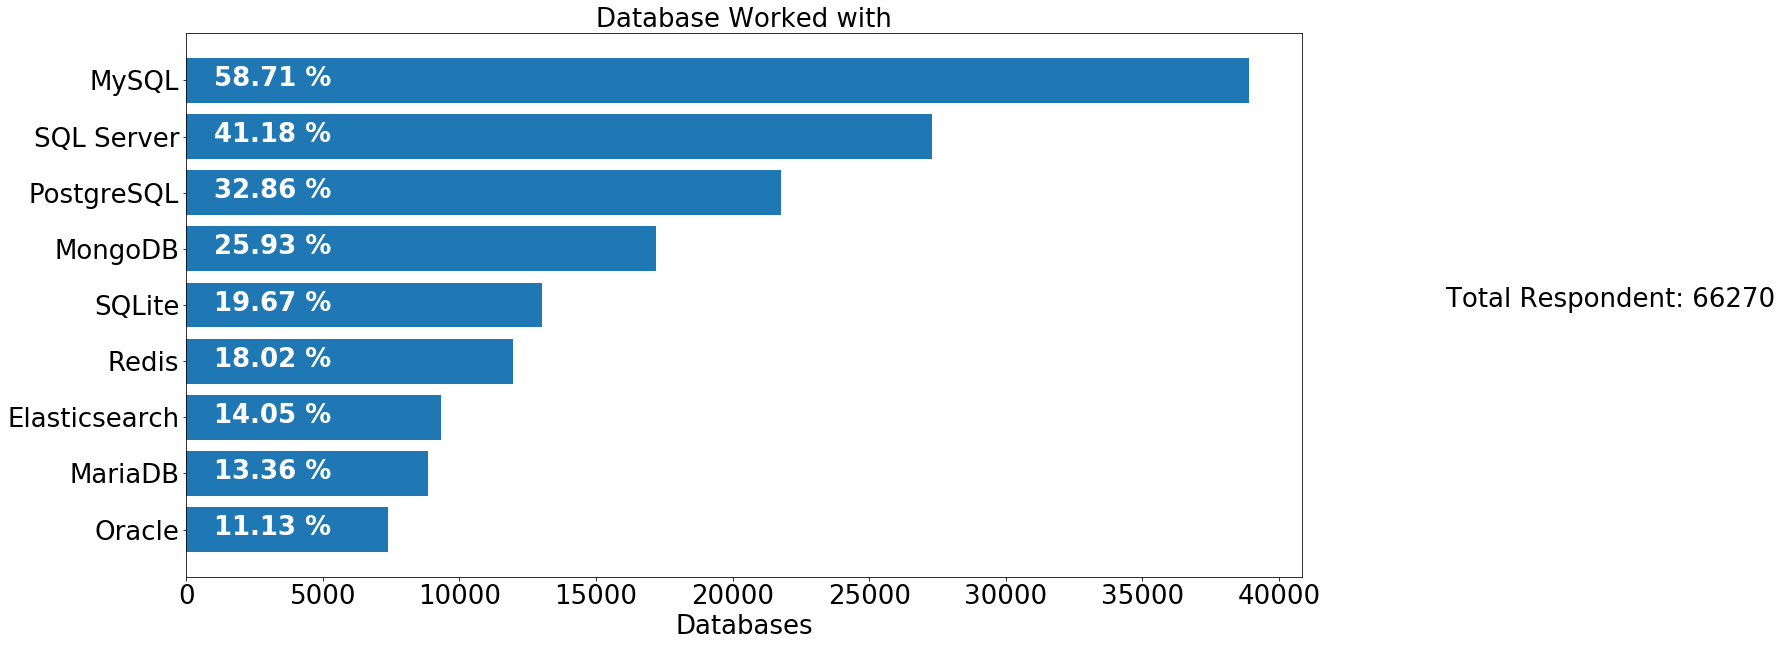 Database Worked with
MySQL 58.71 %
SQL Server 41.18 %
PostgreSQL 32.86 %
MongoDB 25.93 %
SQLite 19.67 %
Total Respondent: 66270
Redis 18.02 %
Elasticsearch 14.05 %
MariaDB 13.36 %
Oracle 11.13 %
0 5000 10000 15000 20000 25000 30000 35000 40000
Databases